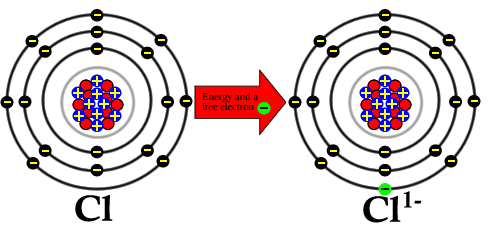 Energy and a
free electron
Cl
Cl1-